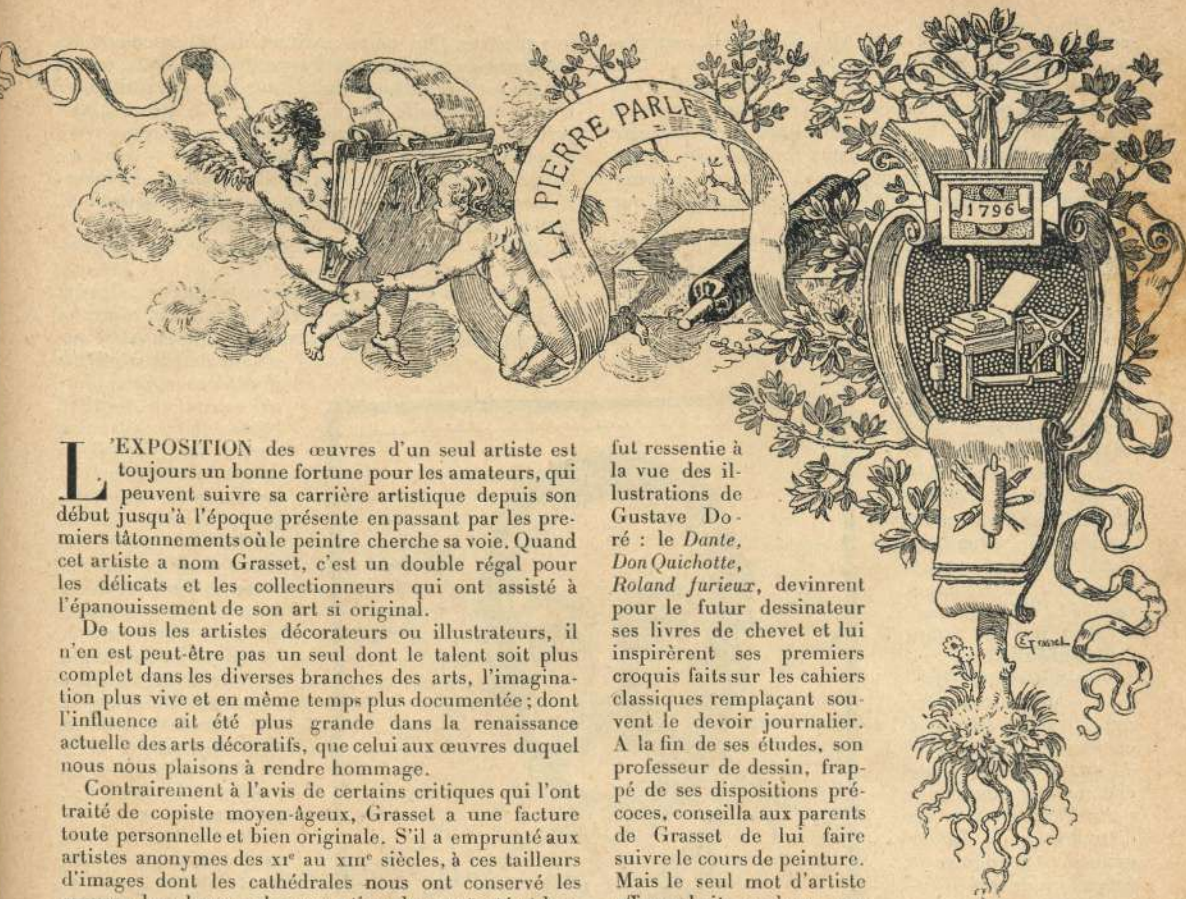 LA PIERRE PARLE
1796
L'EXPOSITION des œuvres d'un seul artiste est
toujours un bonne fortune pour les amateurs, qui
peuvent suivre sa carrière artistique depuis son
début jusqu'à l'époque présente en passant par les pre-
miers tâtonnements où le peintre cherche sa voie. Quand
cet artiste a nom Grasset, c'est un double régal pour
les délicats et les collectionneurs qui ont assisté à
l'épanouissement de son art si original.
De tous les artistes décorateurs ou illustrateurs, il
n'en est peut-être pas un seul dont le talent soit plus
complet dans les diverses branches des arts, l'imagina-
tion plus vive et en même temps plus documentée ; dont
l'influence ait été plus grande dans la renaissance
actuelle des arts décoratifs, que celui aux œuvres duquel
nous nous plaisons à rendre hommage.
Contrairement à l'avis de certains critiques qui l'ont
traité de copiste moyen-âgeux, Grasset a une facture
toute personnelle et bien originale. S'il a emprunté aux
artistes anonymes des XIe au XIIIe siècles, à ces tailleurs
d'images dont les cathédrales nous ont conservé les
fut ressentie à
la vue des il-
lustrations de
Gustave Do-
ré : le Dante,
Don Quichotte,
Roland furieux, devinrent
pour le futur dessinateur
ses livres de chevet et lui
inspirèrent ses premiers
croquis faits sur les cahiers
classiques remplaçant sou-
vent le devoir journalier.
A la fin de ses études, son
professeur de dessin, frap-
pé de ses dispositions pré-
coces, conseilla aux parents
de Grasset de lui faire
suivre le cours de peinture.
Mais le seul mot d'artiste
EGrasset